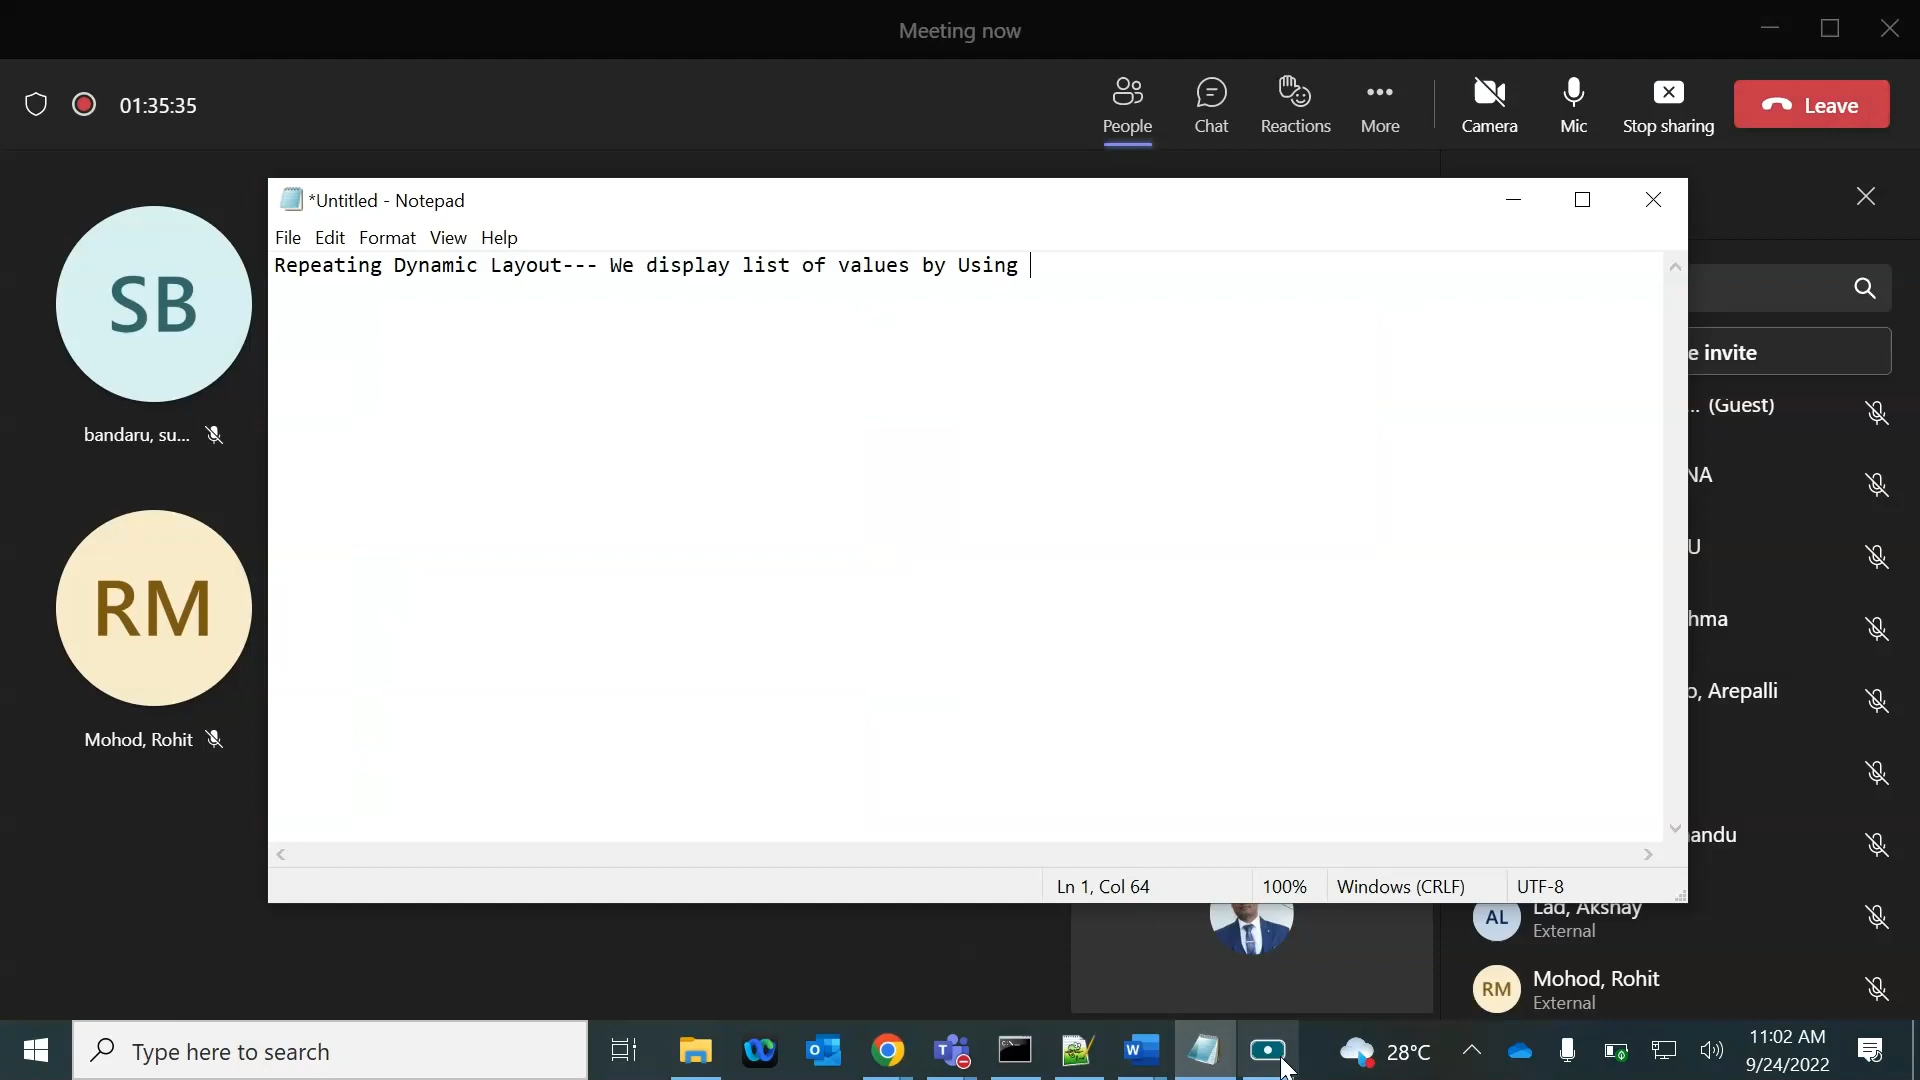 Meeting now
01:35:35
People
Chat
Reactions
More
Camera
Mic
Stop sharing
Leave
*Untitled - Notepad
File Edit Format View Help
Repeating Dynamic Layout--- We display list of values by Using
SB
bandaru, su...
RM
Mohod, Rohit
e invite
... (Guest)
NA
U
hma
o, Arepalli
andu
Ln 1, Col 64
100%
Windows (CRLF)
UTF-8
AL
Lad, Akshay
External
RM
Mohod, Rohit
External
Type here to search
28°C
11:02 AM
9/24/2022